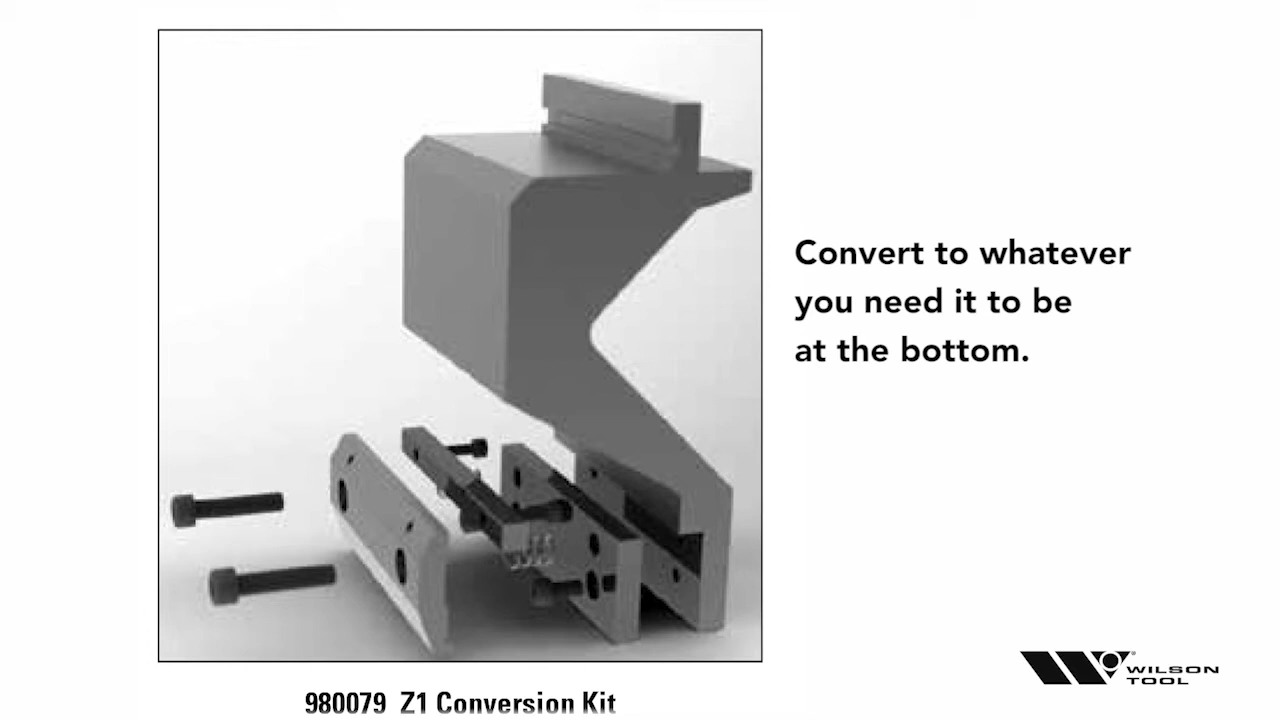 Convert to whatever
you need it to be
at the bottom.
WILSON
TOOL
980079 Z1 Conversion Kit